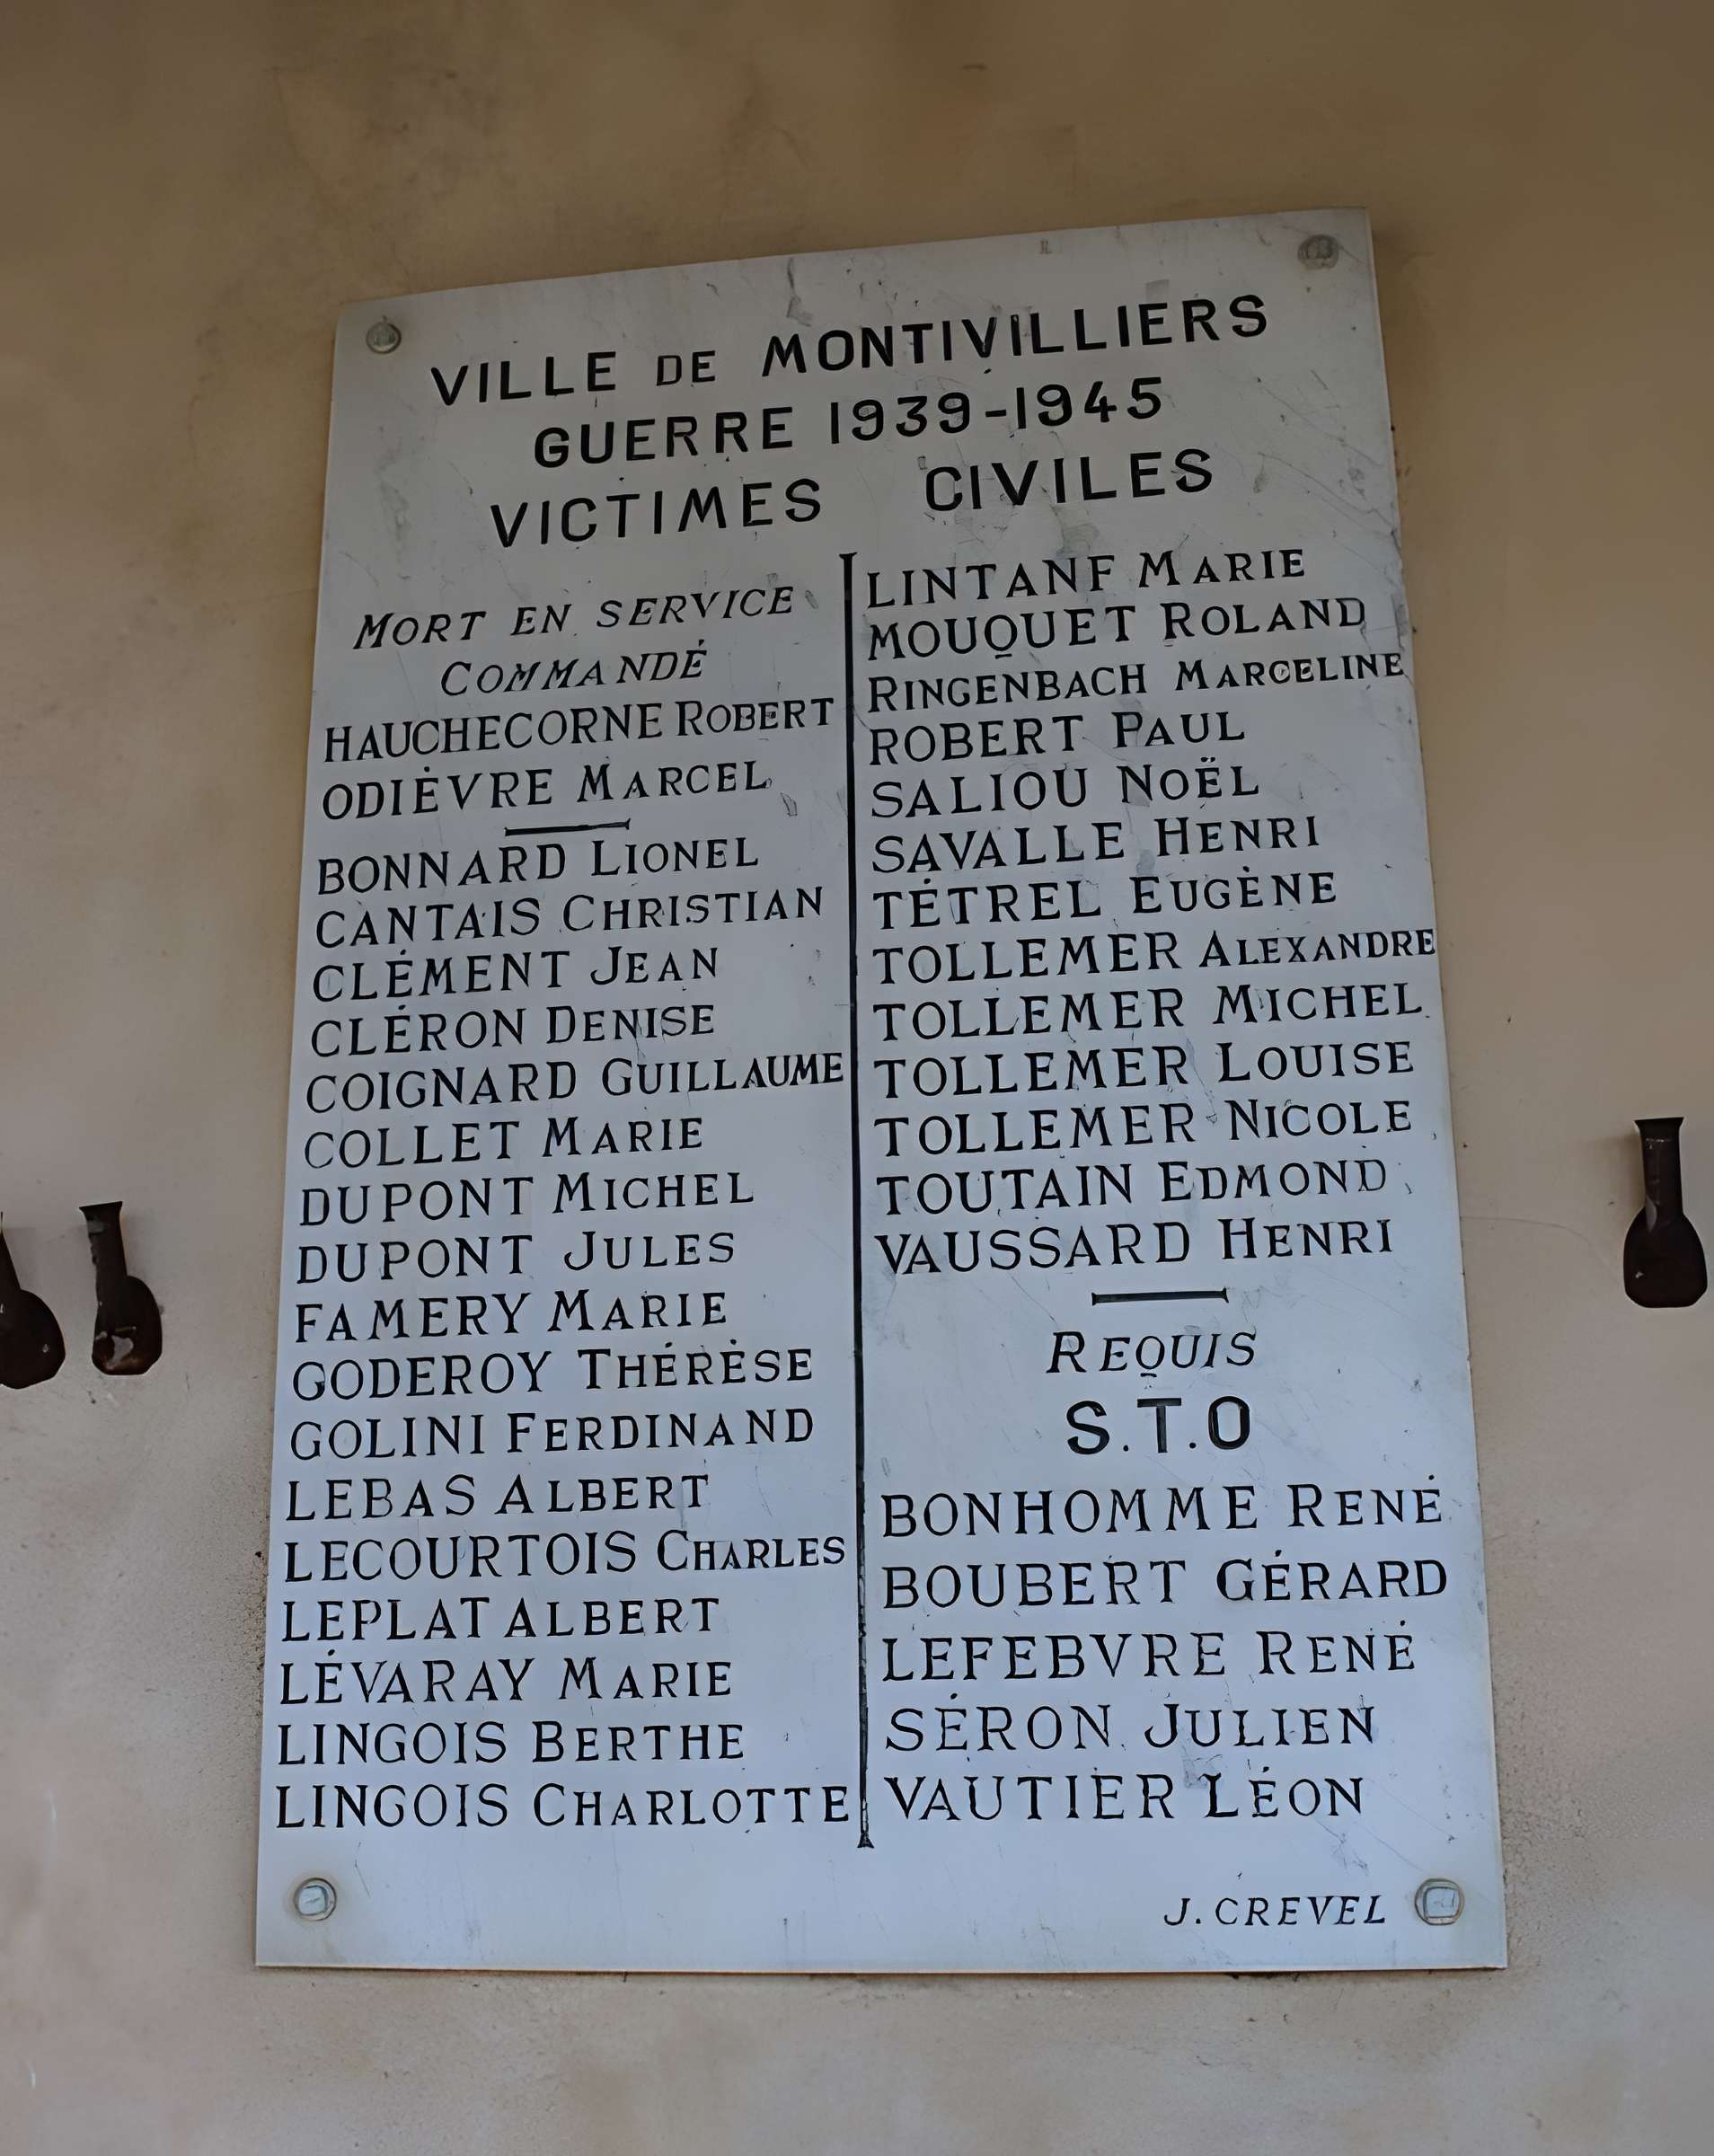 VILLE DE MONTIVILLIERS
GUERRE 1939-1945
VICTIMES CIVILES
MORT EN SERVICE
COMMANDÉ
HAUCHECORNE ROBERT
ODIÈVRE MARCEL
BONNARD LIONEL
CANTAIS CHRISTIAN
CLÉMENT JEAN
CLÉRON DENISE
COIGNARD GUILLAUME
COLLET MARIE
DUPONT MICHEL
DUPONT JULES
FAMERY MARIE
GODEROY THÉRÈSE
GOLINI FERDINAND
LEBAS ALBERT
LECOURTOIS CHARLES
LEPLAT ALBERT
LÉVARAY MARIE
LINGOIS BERTHE
LINGOIS CHARLOTTE
LINTANF MARIE
MOUQUET ROLAND
RINGENBACH MARCELINE
ROBERT PAUL
SALIOU NOËL
SAVALLE HENRI
TÉTREL EUGÈNE
TOLLEMER ALEXANDRE
TOLLEMER MICHEL
TOLLEMER LOUISE
TOLLEMER NICOLE
TOUTAIN EDMOND
VAUSSARD HENRI
REQUIS
S.T.O
BONHOMME RENÉ
BOUBERT GÉRARD
LEFEBVRE RENÉ
SÉRON JULIEN
VAUTIER LÉON
J. CREVEL